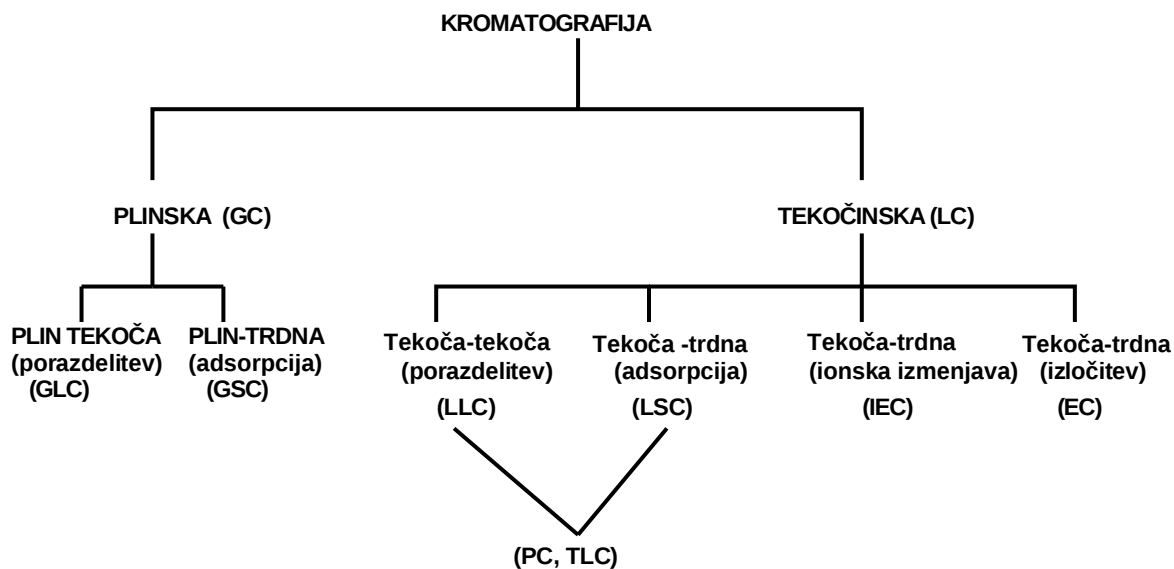 KROMATOGRAFIJA
PLINSKA (GC)
TEKOČINSKA (LC)
PLIN TEKOČA
(porazdelitev)
(GLC)
PLIN-TRDNA
(adsorpcija)
(GSC)
Tekoča-tekoča
(porazdelitev)
(LLC)
Tekoča -trdna
(adsorpcija)
(LSC)
Tekoča-trdna
(ionska izmenjava)
(IEC)
Tekoča-trdna
(izločitev)
(EC)
(PC, TLC)